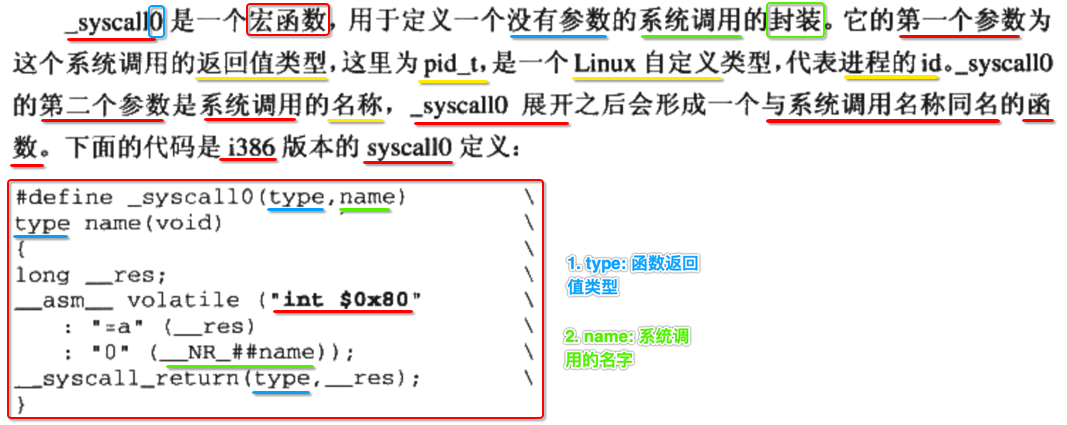 _syscall0 是一个宏函数，用于定义一个没有参数的系统调用的封装。它的第一个参数为
这个系统调用的返回值类型，这里为 pid_t，是一个 Linux 自定义类型，代表进程的 id。_syscall0
的第二个参数是系统调用的名称，_syscall0 展开之后会形成一个与系统调用名称同名的函
数。下面的代码是 i386 版本的 syscall0 定义：
#define _syscall0(type,name) \
type name(void) \
{ \
long __res; \
__asm__ volatile ("int $0x80" \
: "=a" (__res) \
: "0" (__NR_##name)); \
__syscall_return(type,__res); \
}
1. type: 函数返回
值类型
2. name: 系统调
用的名字